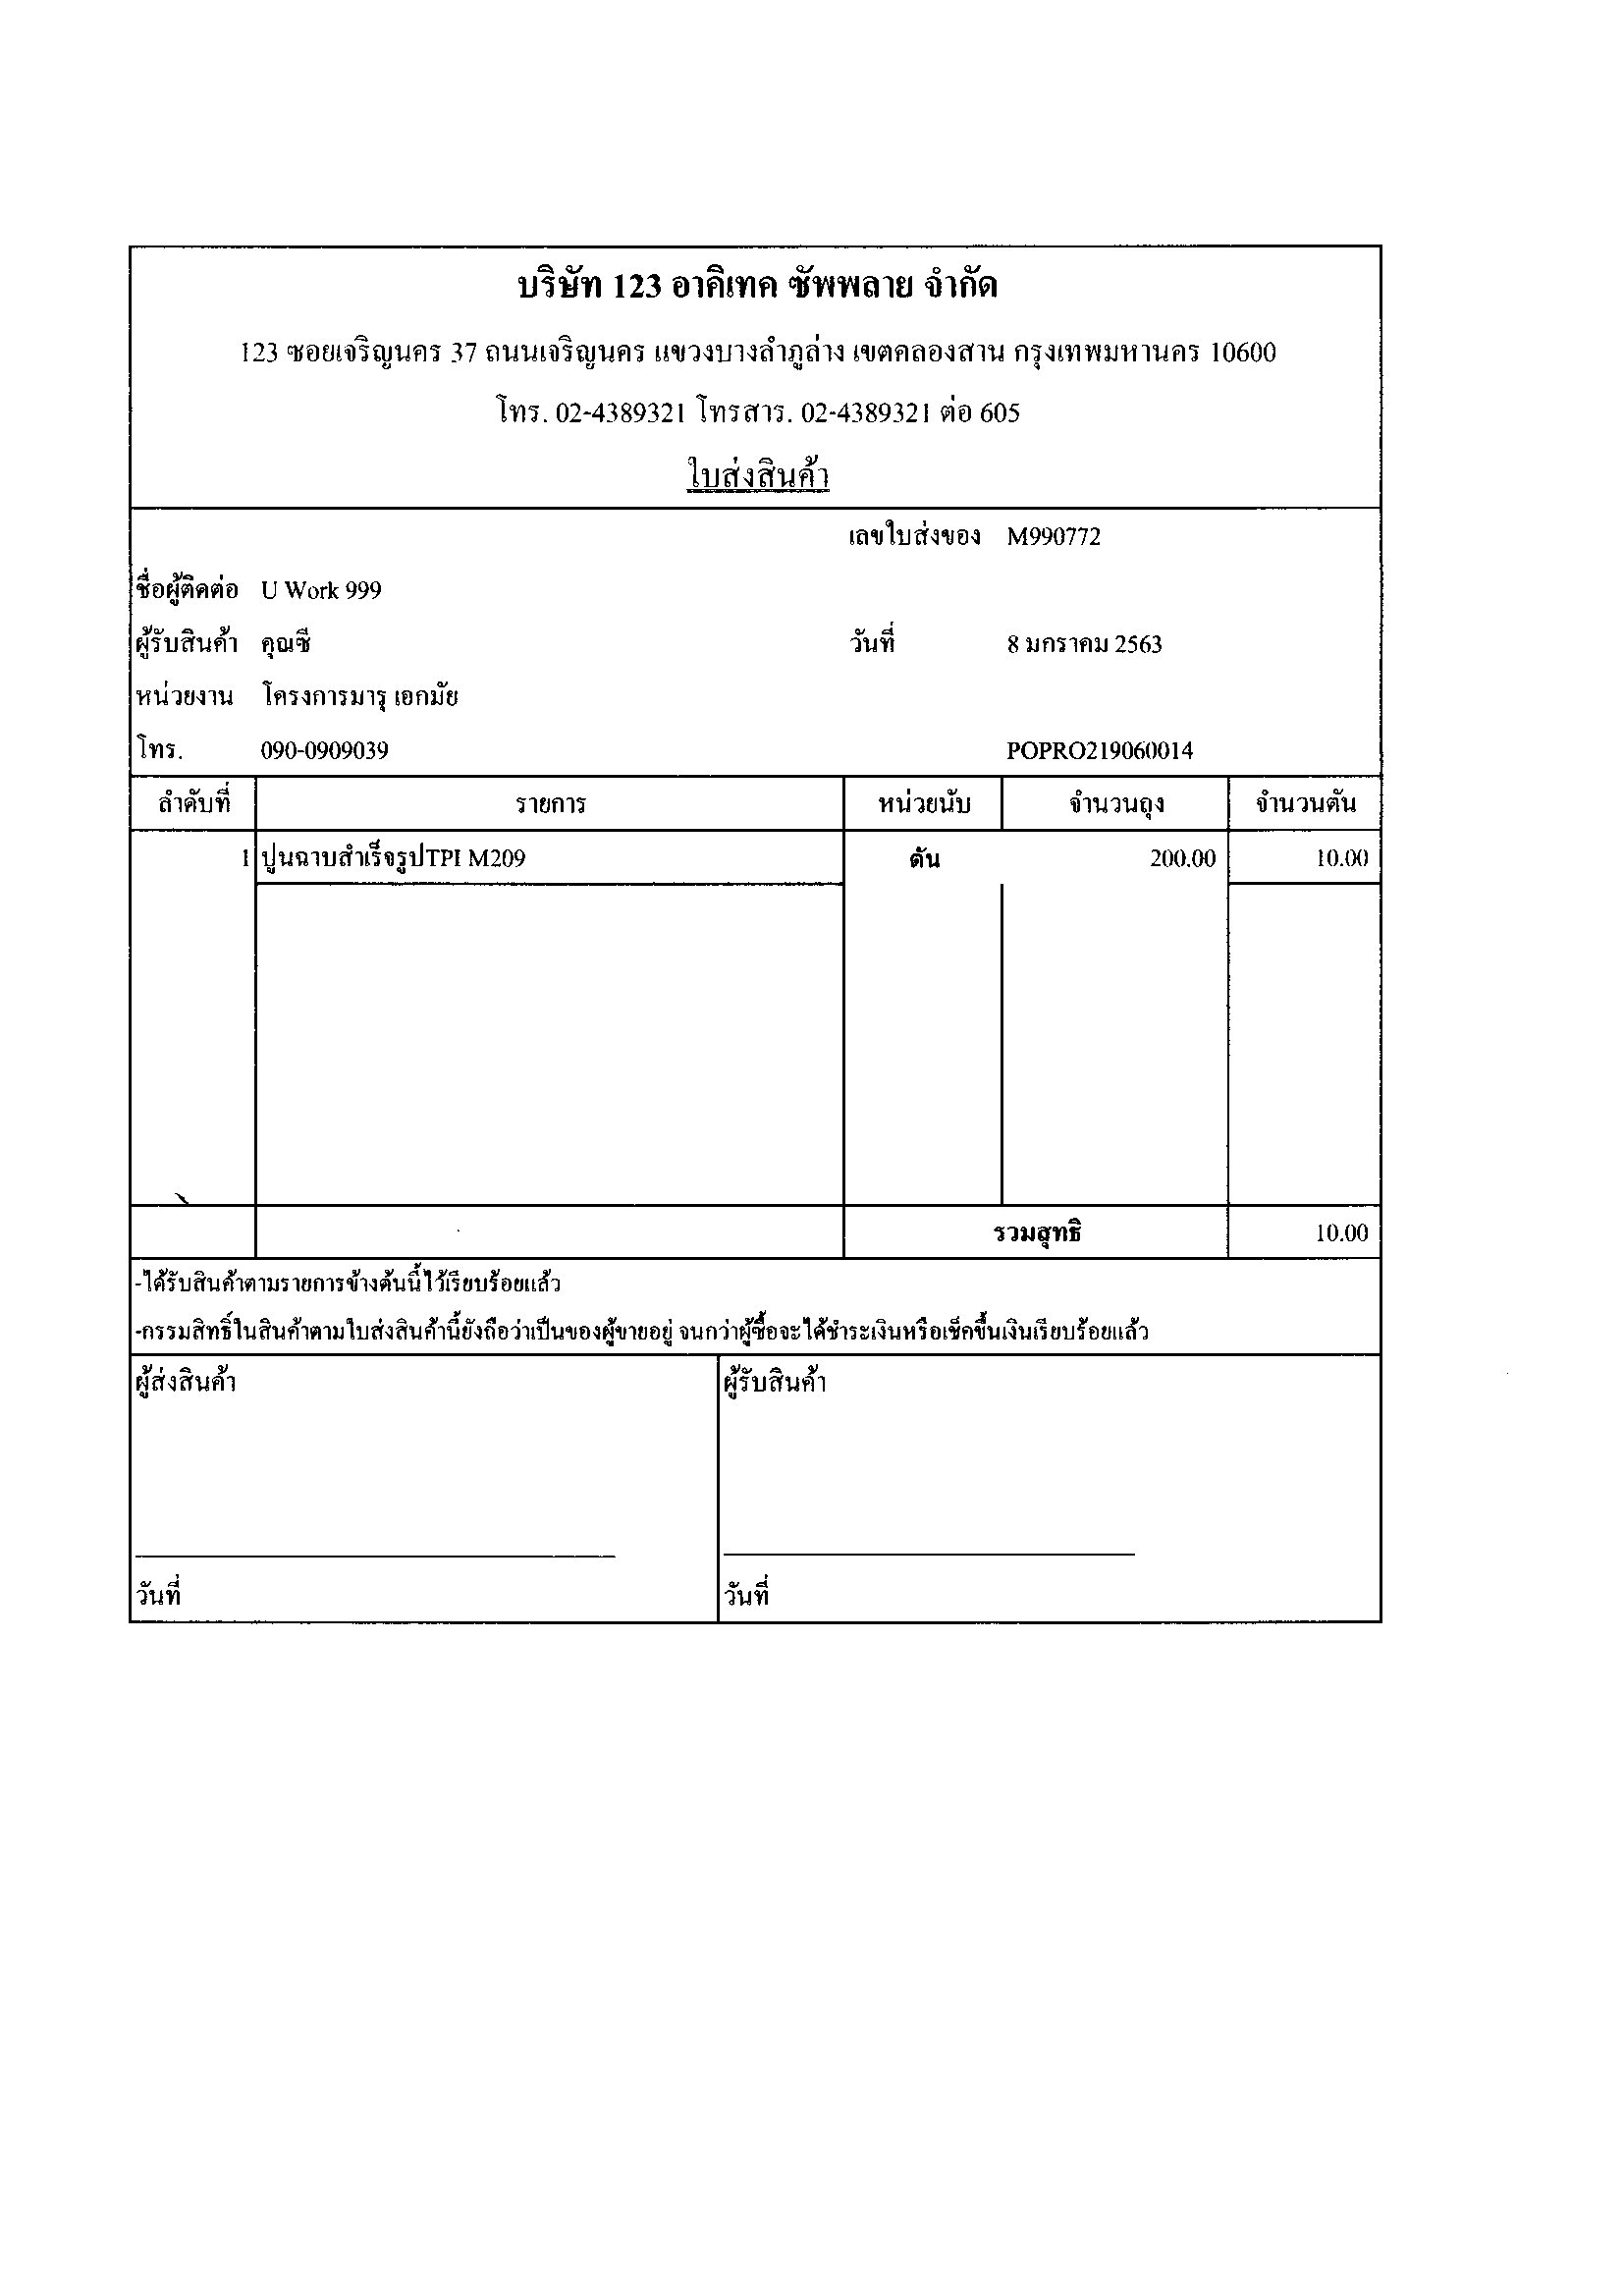 บริษัท 123 อาคิเทค ซัพพลาย จำกัด
123 ซอยเจริญนคร 37 ถนนเจริญนคร แขวงบางลำภูล่าง เขตคลองสาน กรุงเทพมหานคร 10600
โทร. 02-4389321 โทรสาร. 02-4389321 ต่อ 605
ใบส่งสินค้า
เลขใบส่งของ M990772
ชื่อผู้ติดต่อ U Work 999
ผู้รับสินค้า คุณซี วันที่ 8 มกราคม 2563
หน่วยงาน โครงการมารุ เอกมัย
โทร. 090-0909039 POPRO219060014
ลำดับที่ รายการ หน่วยนับ จำนวนถุง จำนวนตัน
1 ปูนฉาบสำเร็จรูปTPI M209 ตัน 200.00 10.00
รวมสุทธิ 10.00
-ได้รับสินค้าตามรายการข้างต้นนี้ไว้เรียบร้อยแล้ว
-กรรมสิทธิ์ในสินค้าตามใบส่งสินค้านี้ยังถือว่าเป็นของผู้ขายอยู่ จนกว่าผู้ซื้อจะได้ชำระเงินหรือเช็คขึ้นเงินเรียบร้อยแล้ว
ผู้ส่งสินค้า ผู้รับสินค้า
วันที่ วันที่